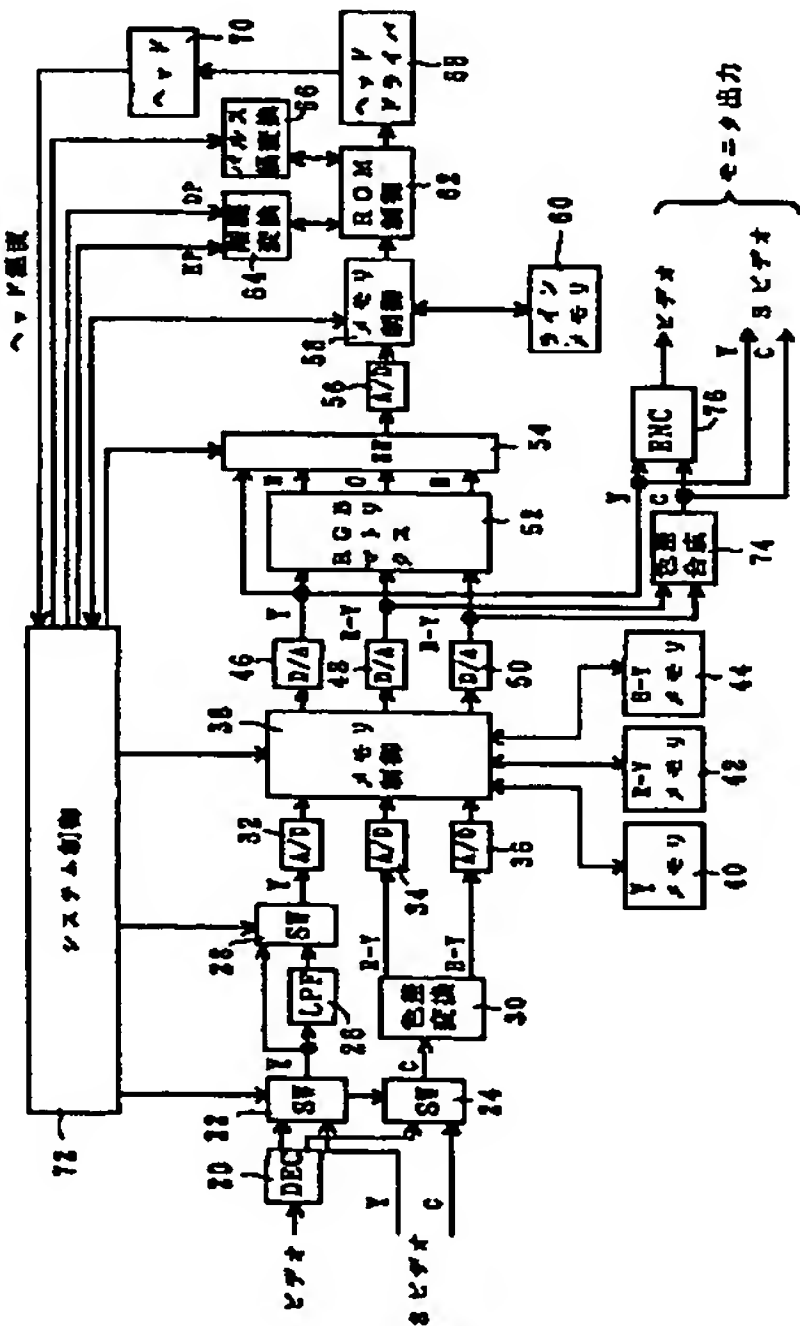 システム制御
72
ヘッド温度
ヘッド
70
ビデオ
Sビデオ
Y
C
DEC
20
SW
22
SW
24
Y
C
LPF
26
SW
28
色差
変換
30
Y
R-Y
B-Y
A/D
32
A/D
34
A/D
36
メモリ
制御
38
Y
メモリ
40
R-Y
メモリ
42
B-Y
メモリ
44
D/A
46
D/A
48
D/A
50
Y
R-Y
B-Y
RGB
マトリ
クス
52
R
G
B
SW
54
A/D
56
メモリ
制御
58
ライン
メモリ
60
ROM
制御
62
階調
変換
64
パルス
幅変換
66
DP
ヘッド
ドライバ
68
色差
合成
74
Y
C
ENC
76
ビデオ
Y
C
Sビデオ
モニタ出力